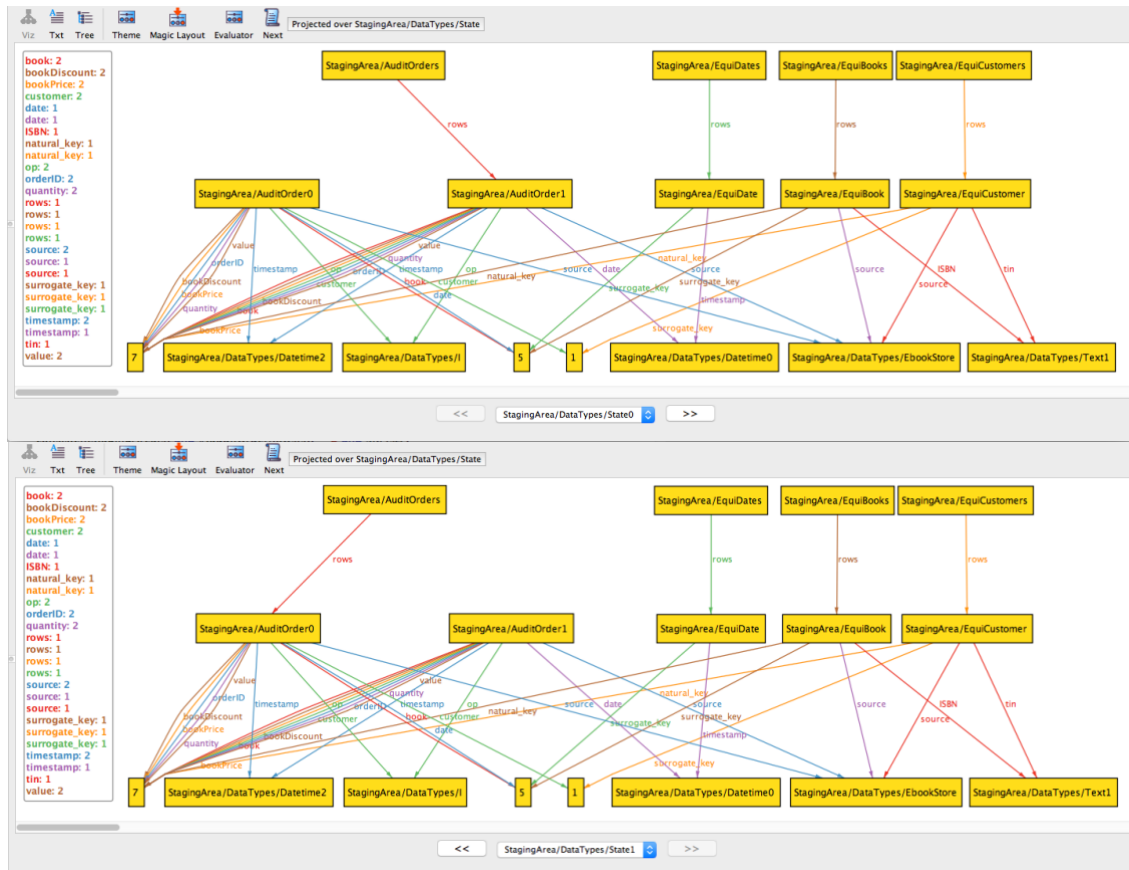 Viz Txt Tree Theme Magic Layout Evaluator Next Projected over StagingArea/DataTypes/State
book: 2
bookDiscount: 2
bookPrice: 2
customer: 2
date: 1
date: 1
ISBN: 1
natural_key: 1
natural_key: 1
op: 2
orderID: 2
quantity: 2
rows: 1
rows: 1
rows: 1
rows: 1
source: 2
source: 1
source: 1
surrogate_key: 1
surrogate_key: 1
surrogate_key: 1
timestamp: 2
timestamp: 1
tin: 1
value: 2
StagingArea/AuditOrders StagingArea/EquiDates StagingArea/EquiBooks StagingArea/EquiCustomers
rows rows rows rows
StagingArea/AuditOrder0 StagingArea/AuditOrder1 StagingArea/EquiDate StagingArea/EquiBook StagingArea/EquiCustomer
value value
orderID timestamp op orderID quantity timestamp op source date source natural_key source ISBN tin
bookDiscount customer book customer surrogate_key surrogate_key source
bookPrice bookDiscount date natural_key timestamp
quantity book
bookPrice surrogate_key
7 StagingArea/DataTypes/Datetime2 StagingArea/DataTypes/I 5 1 StagingArea/DataTypes/Datetime0 StagingArea/DataTypes/EbookStore StagingArea/DataTypes/Text1
<< StagingArea/DataTypes/State0 >>
Viz Txt Tree Theme Magic Layout Evaluator Next Projected over StagingArea/DataTypes/State
book: 2
bookDiscount: 2
bookPrice: 2
customer: 2
date: 1
date: 1
ISBN: 1
natural_key: 1
natural_key: 1
op: 2
orderID: 2
quantity: 2
rows: 1
rows: 1
rows: 1
rows: 1
source: 2
source: 1
source: 1
surrogate_key: 1
surrogate_key: 1
surrogate_key: 1
timestamp: 2
timestamp: 1
tin: 1
value: 2
StagingArea/AuditOrders StagingArea/EquiDates StagingArea/EquiBooks StagingArea/EquiCustomers
rows rows rows rows
StagingArea/AuditOrder0 StagingArea/AuditOrder1 StagingArea/EquiDate StagingArea/EquiBook StagingArea/EquiCustomer
value value
orderID timestamp op orderID quantity timestamp op source date source natural_key source ISBN tin
bookDiscount customer book customer surrogate_key surrogate_key source
bookPrice bookDiscount date natural_key timestamp
quantity book
bookPrice surrogate_key
7 StagingArea/DataTypes/Datetime2 StagingArea/DataTypes/I 5 1 StagingArea/DataTypes/Datetime0 StagingArea/DataTypes/EbookStore StagingArea/DataTypes/Text1
<< StagingArea/DataTypes/State1 >>